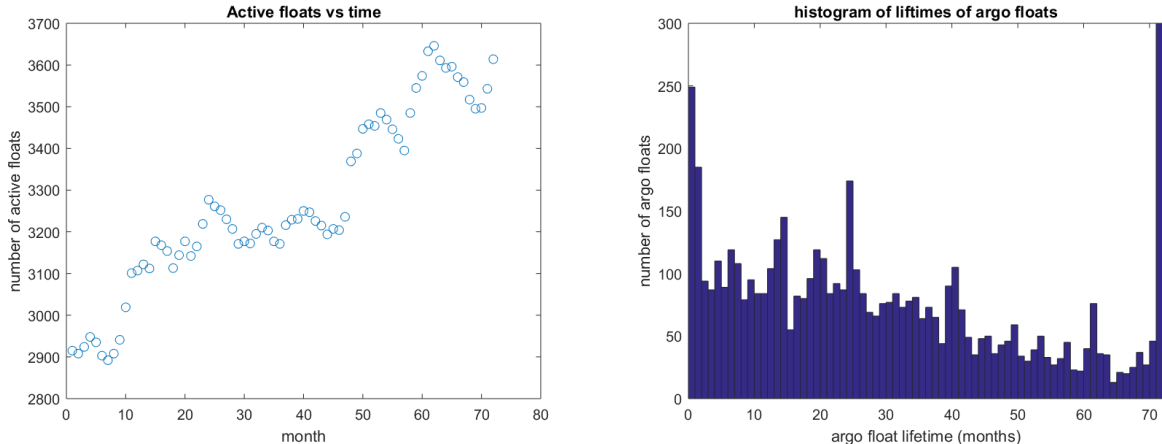 Active floats vs time
3700
3600
3500
3400
3300
3200
3100
3000
2900
2800
number of active floats
0 10 20 30 40 50 60 70 80
month
histogram of liftimes of argo floats
300
250
200
150
100
50
0
number of argo floats
0 10 20 30 40 50 60 70
argo float lifetime (months)